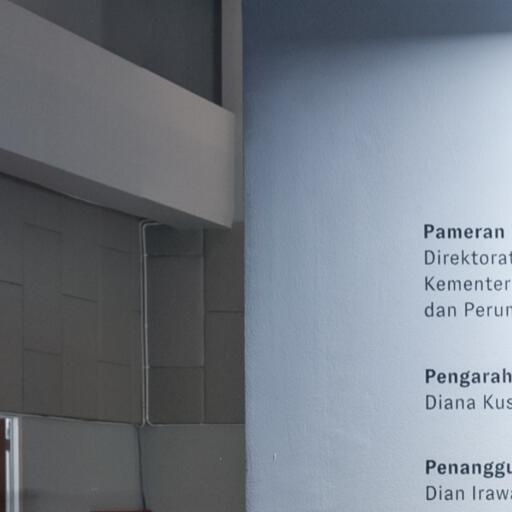 Pameran
Direktorat
Kementer
dan Perum
Pengarah
Diana Kus
Penanggu
Dian Irawa